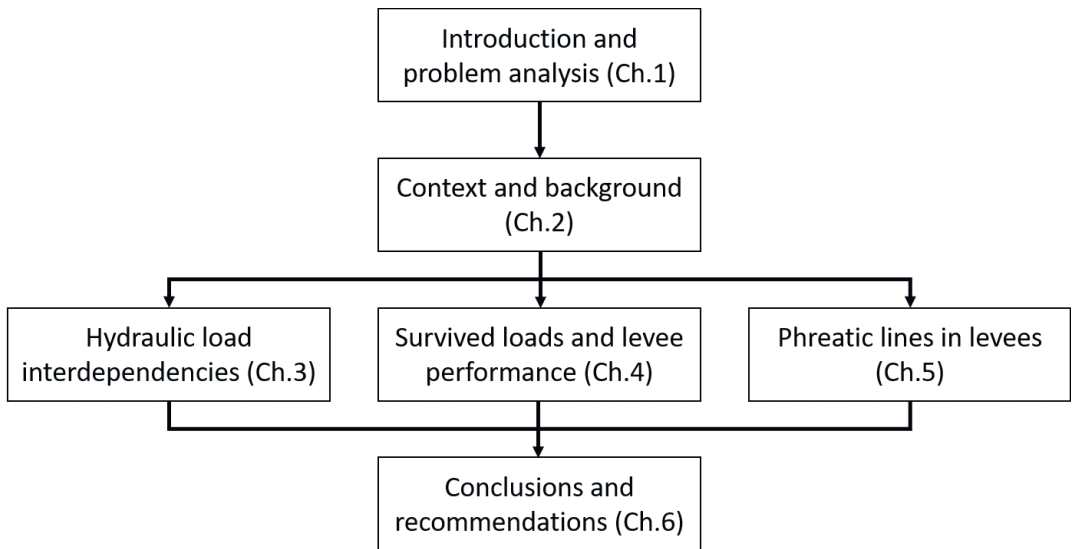 Introduction and
problem analysis (Ch.1)
Context and background
(Ch.2)
Hydraulic load
interdependencies (Ch.3)
Survived loads and levee
performance (Ch.4)
Phreatic lines in levees
(Ch.5)
Conclusions and
recommendations (Ch.6)